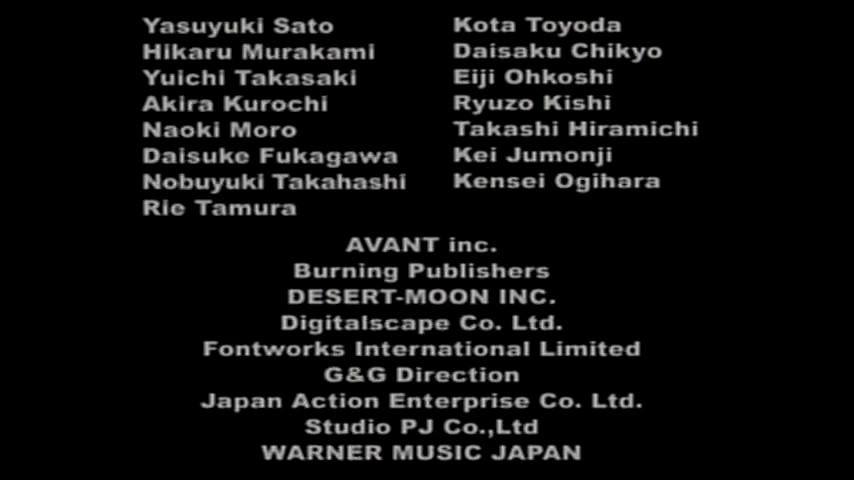 Yasuyuki Sato
Hikaru Murakami
Yuichi Takasaki
Akira Kurochi
Naoki Moro
Daisuke Fukagawa
Nobuyuki Takahashi
Rie Tamura
Kota Toyoda
Daisaku Chikyo
Eiji Ohkoshi
Ryuzo Kishi
Takashi Hiramichi
Kei Jumonji
Kensei Ogihara
AVANT inc.
Burning Publishers
DESERT-MOON INC.
Digitalscape Co. Ltd.
Fontworks International Limited
G&G Direction
Japan Action Enterprise Co. Ltd.
Studio PJ Co.,Ltd
WARNER MUSIC JAPAN